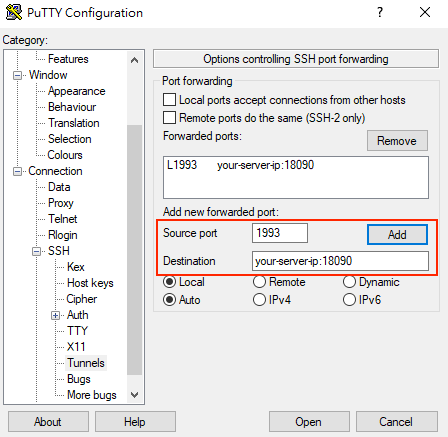 PuTTY Configuration
Category:
Features
Window
Appearance
Behaviour
Translation
Selection
Colours
Connection
Data
Proxy
Telnet
Rlogin
SSH
Kex
Host keys
Cipher
Auth
TTY
X11
Tunnels
Bugs
More bugs
Options controlling SSH port forwarding
Port forwarding
Local ports accept connections from other hosts
Remote ports do the same (SSH-2 only)
Forwarded ports:
Remove
L1993 your-server-ip:18090
Add new forwarded port:
Source port 1993 Add
Destination your-server-ip:18090
Local Remote Dynamic
Auto IPv4 IPv6
About Help Open Cancel